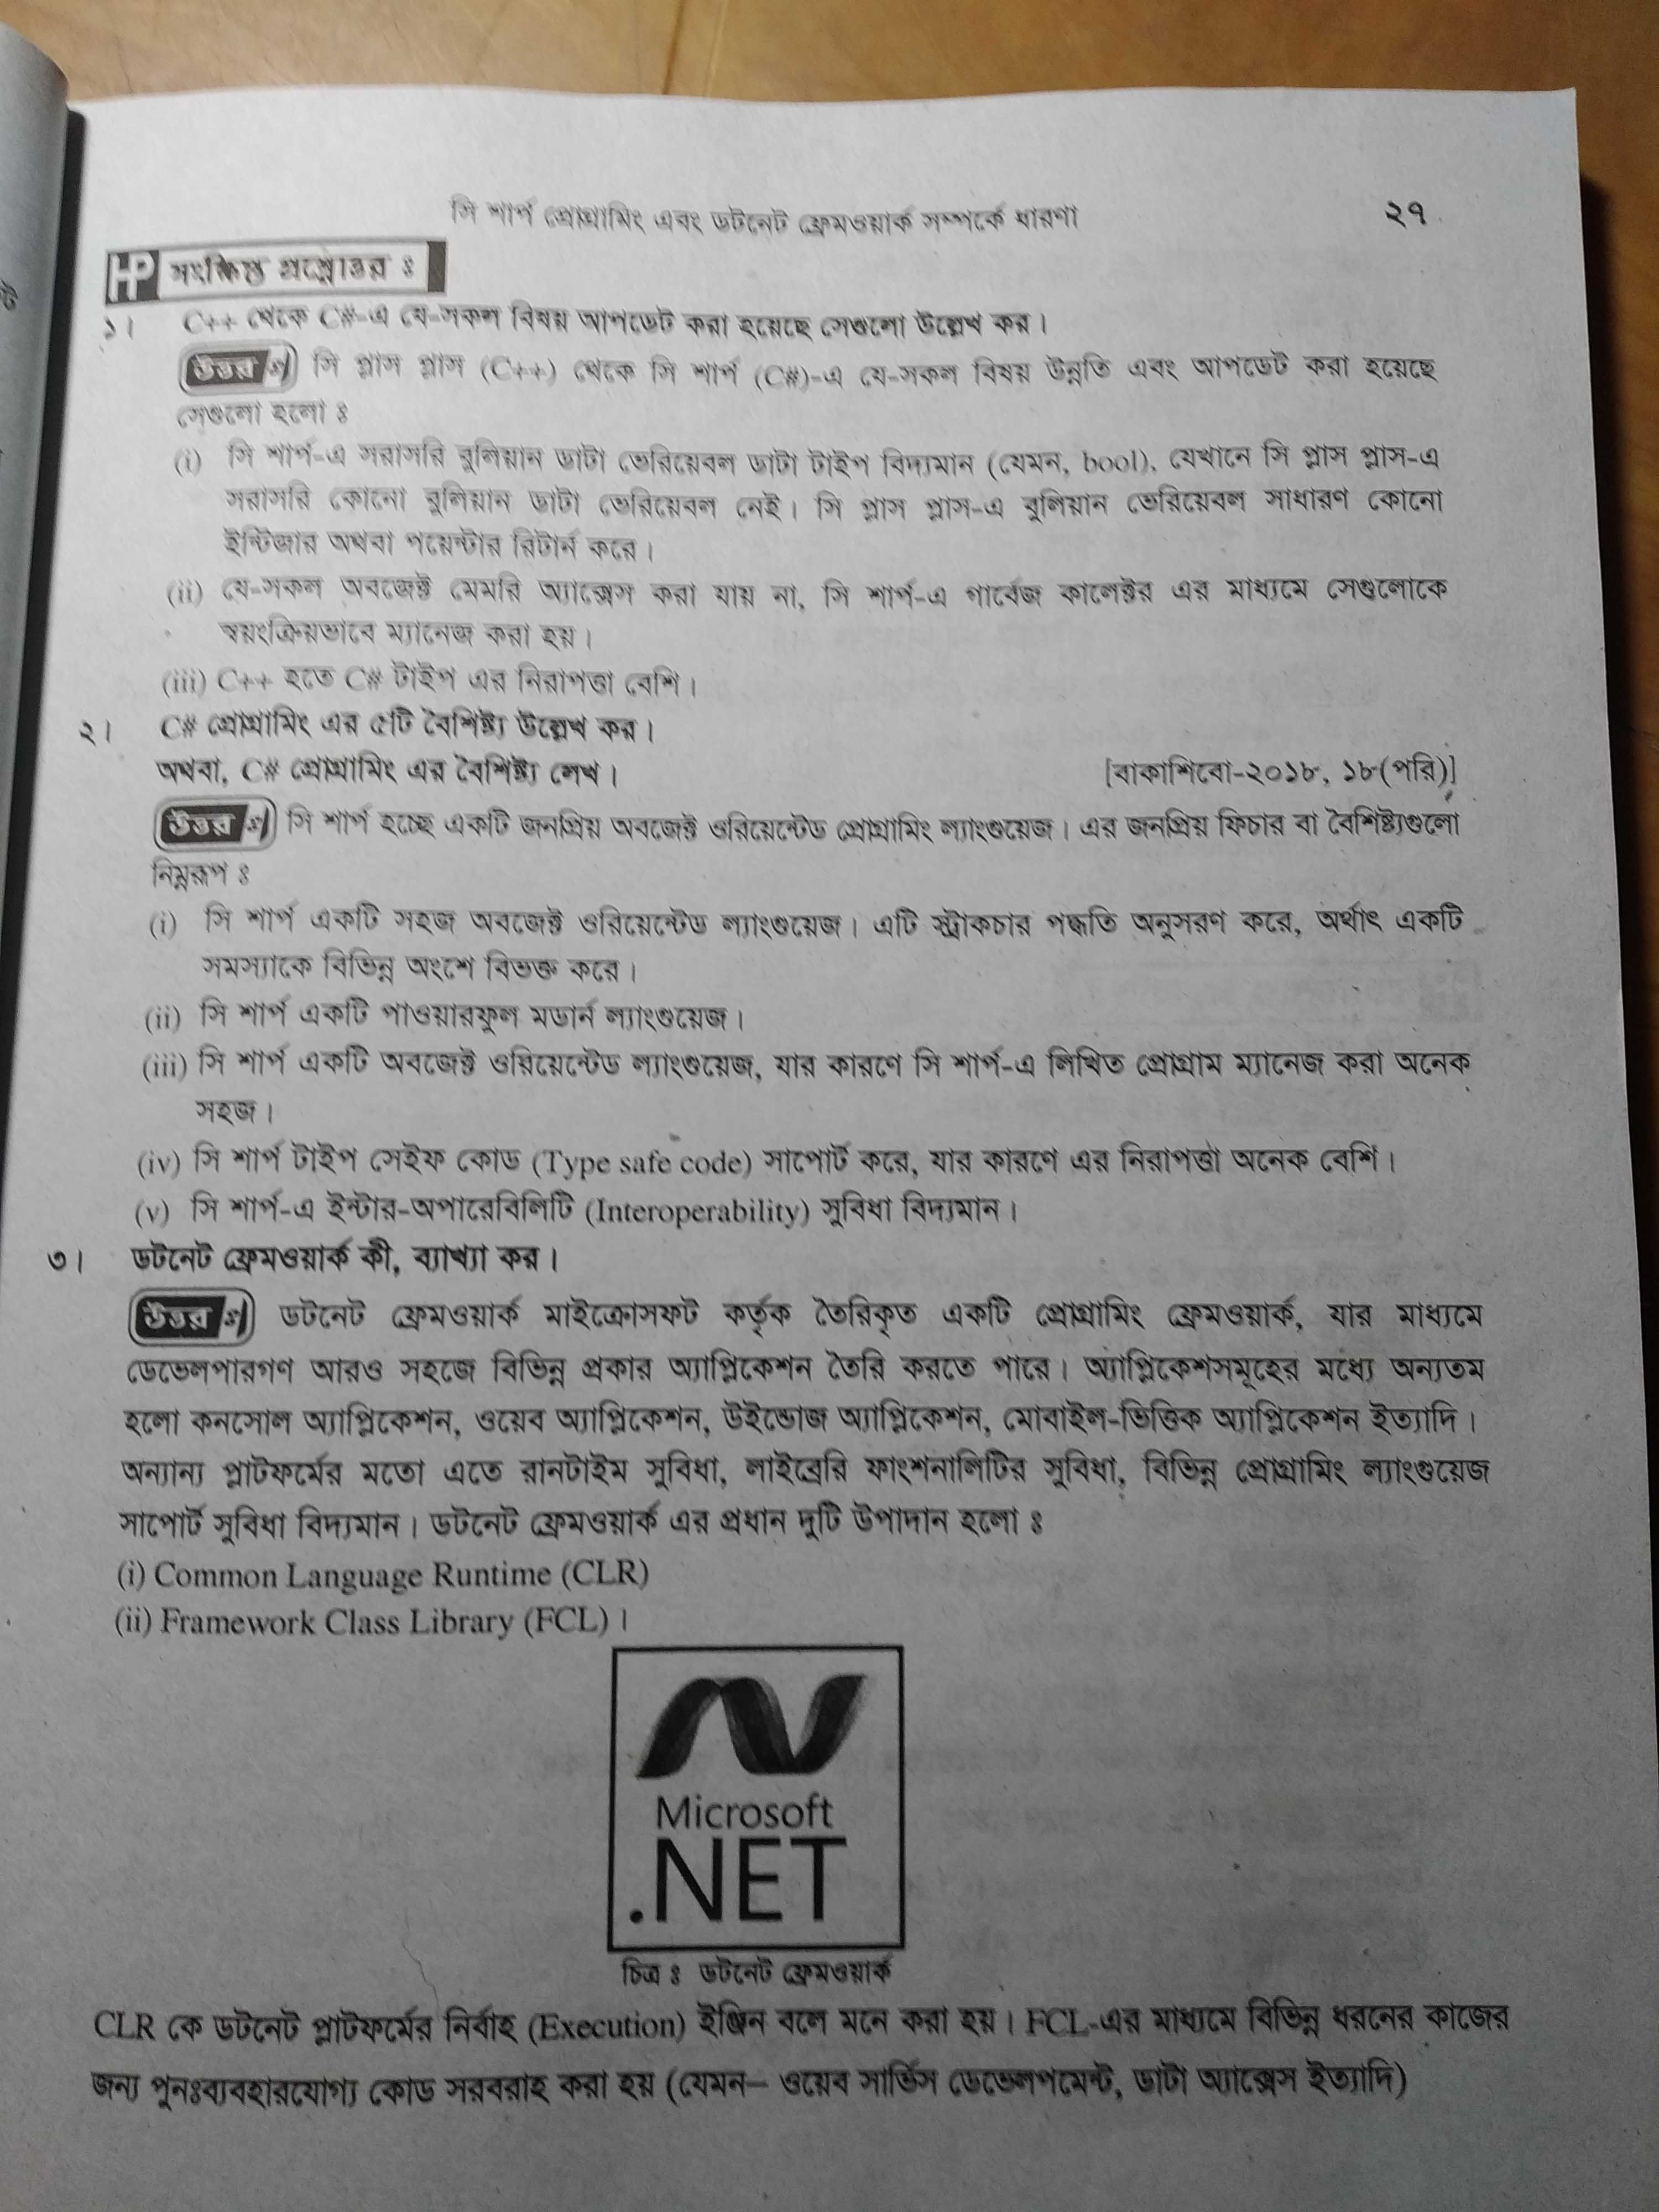 সি শার্প প্রোগ্রামিং এবং ডটনেট ফ্রেমওয়ার্ক সম্পর্কে ধারণা ২৭
HP সংক্ষিপ্ত প্রশ্নোত্তর ঃ
১। C++ থেকে C#-এ যে-সকল বিষয় আপডেট করা হয়েছে সেগুলো উল্লেখ কর।
উত্তর ঃ সি প্লাস প্লাস (C++) থেকে সি শার্প (C#)-এ যে-সকল বিষয় উন্নতি এবং আপডেট করা হয়েছে
সেগুলো হলো ঃ
(i) সি শার্প-এ সরাসরি বুলিয়ান ডাটা ভেরিয়েবল ডাটা টাইপ বিদ্যমান (যেমন, bool), যেখানে সি প্লাস প্লাস-এ
সরাসরি কোনো বুলিয়ান ডাটা ভেরিয়েবল নেই। সি প্লাস প্লাস-এ বুলিয়ান ভেরিয়েবল সাধারণ কোনো
ইন্টিজার অথবা পয়েন্টার রিটার্ন করে।
(ii) যে-সকল অবজেক্ট মেমরি অ্যাক্সেস করা যায় না, সি শার্প-এ গার্বেজ কালেক্টর এর মাধ্যমে সেগুলোকে
স্বয়ংক্রিয়ভাবে ম্যানেজ করা হয়।
(iii) C++ হতে C# টাইপ এর নিরাপত্তা বেশি।
২। C# প্রোগ্রামিং এর ৫টি বৈশিষ্ট্য উল্লেখ কর।
অথবা, C# প্রোগ্রামিং এর বৈশিষ্ট্য লেখ। [বাকাশিবো-২০১৮, ১৮(পরি)]
উত্তর ঃ সি শার্প হচ্ছে একটি জনপ্রিয় অবজেক্ট ওরিয়েন্টেড প্রোগ্রামিং ল্যাংগুয়েজ। এর জনপ্রিয় ফিচার বা বৈশিষ্ট্যগুলো
নিম্নরূপ ঃ
(i) সি শার্প একটি সহজ অবজেক্ট ওরিয়েন্টেড ল্যাংগুয়েজ। এটি স্ট্রাকচার পদ্ধতি অনুসরণ করে, অর্থাৎ একটি
সমস্যাকে বিভিন্ন অংশে বিভক্ত করে।
(ii) সি শার্প একটি পাওয়ারফুল মডার্ন ল্যাংগুয়েজ।
(iii) সি শার্প একটি অবজেক্ট ওরিয়েন্টেড ল্যাংগুয়েজ, যার কারণে সি শার্প-এ লিখিত প্রোগ্রাম ম্যানেজ করা অনেক
সহজ।
(iv) সি শার্প টাইপ সেইফ কোড (Type safe code) সাপোর্ট করে, যার কারণে এর নিরাপত্তা অনেক বেশি।
(v) সি শার্প-এ ইন্টার-অপারেবিলিটি (Interoperability) সুবিধা বিদ্যমান।
৩। ডটনেট ফ্রেমওয়ার্ক কী, ব্যাখ্যা কর।
উত্তর ঃ ডটনেট ফ্রেমওয়ার্ক মাইক্রোসফট কর্তৃক তৈরিকৃত একটি প্রোগ্রামিং ফ্রেমওয়ার্ক, যার মাধ্যমে
ডেভেলপারগণ আরও সহজে বিভিন্ন প্রকার অ্যাপ্লিকেশন তৈরি করতে পারে। অ্যাপ্লিকেশসমূহের মধ্যে অন্যতম
হলো কনসোল অ্যাপ্লিকেশন, ওয়েব অ্যাপ্লিকেশন, উইন্ডোজ অ্যাপ্লিকেশন, মোবাইল-ভিত্তিক অ্যাপ্লিকেশন ইত্যাদি।
অন্যান্য প্লাটফর্মের মতো এতে রানটাইম সুবিধা, লাইব্রেরি ফাংশনালিটির সুবিধা, বিভিন্ন প্রোগ্রামিং ল্যাংগুয়েজ
সাপোর্ট সুবিধা বিদ্যমান। ডটনেট ফ্রেমওয়ার্ক এর প্রধান দুটি উপাদান হলো ঃ
(i) Common Language Runtime (CLR)
(ii) Framework Class Library (FCL)।
Microsoft
.NET
চিত্র ঃ ডটনেট ফ্রেমওয়ার্ক
CLR কে ডটনেট প্লাটফর্মের নির্বাহ (Execution) ইঞ্জিন বলে মনে করা হয়। FCL-এর মাধ্যমে বিভিন্ন ধরনের কাজের
জন্য পুনঃব্যবহারযোগ্য কোড সরবরাহ করা হয় (যেমন– ওয়েব সার্ভিস ডেভেলপমেন্ট, ডাটা অ্যাক্সেস ইত্যাদি)